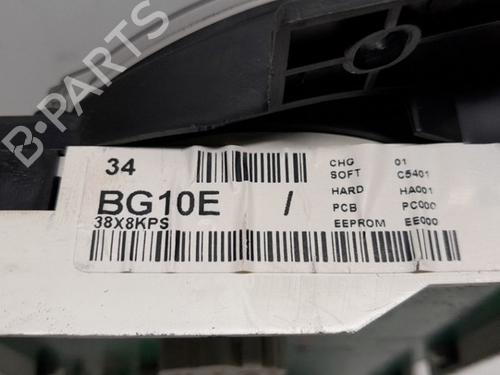 B-PARTS
34
BG10E /
38X8KPS
CHG 01
SOFT C5401
HARD HA001
PCB PC000
EEPROM EE000